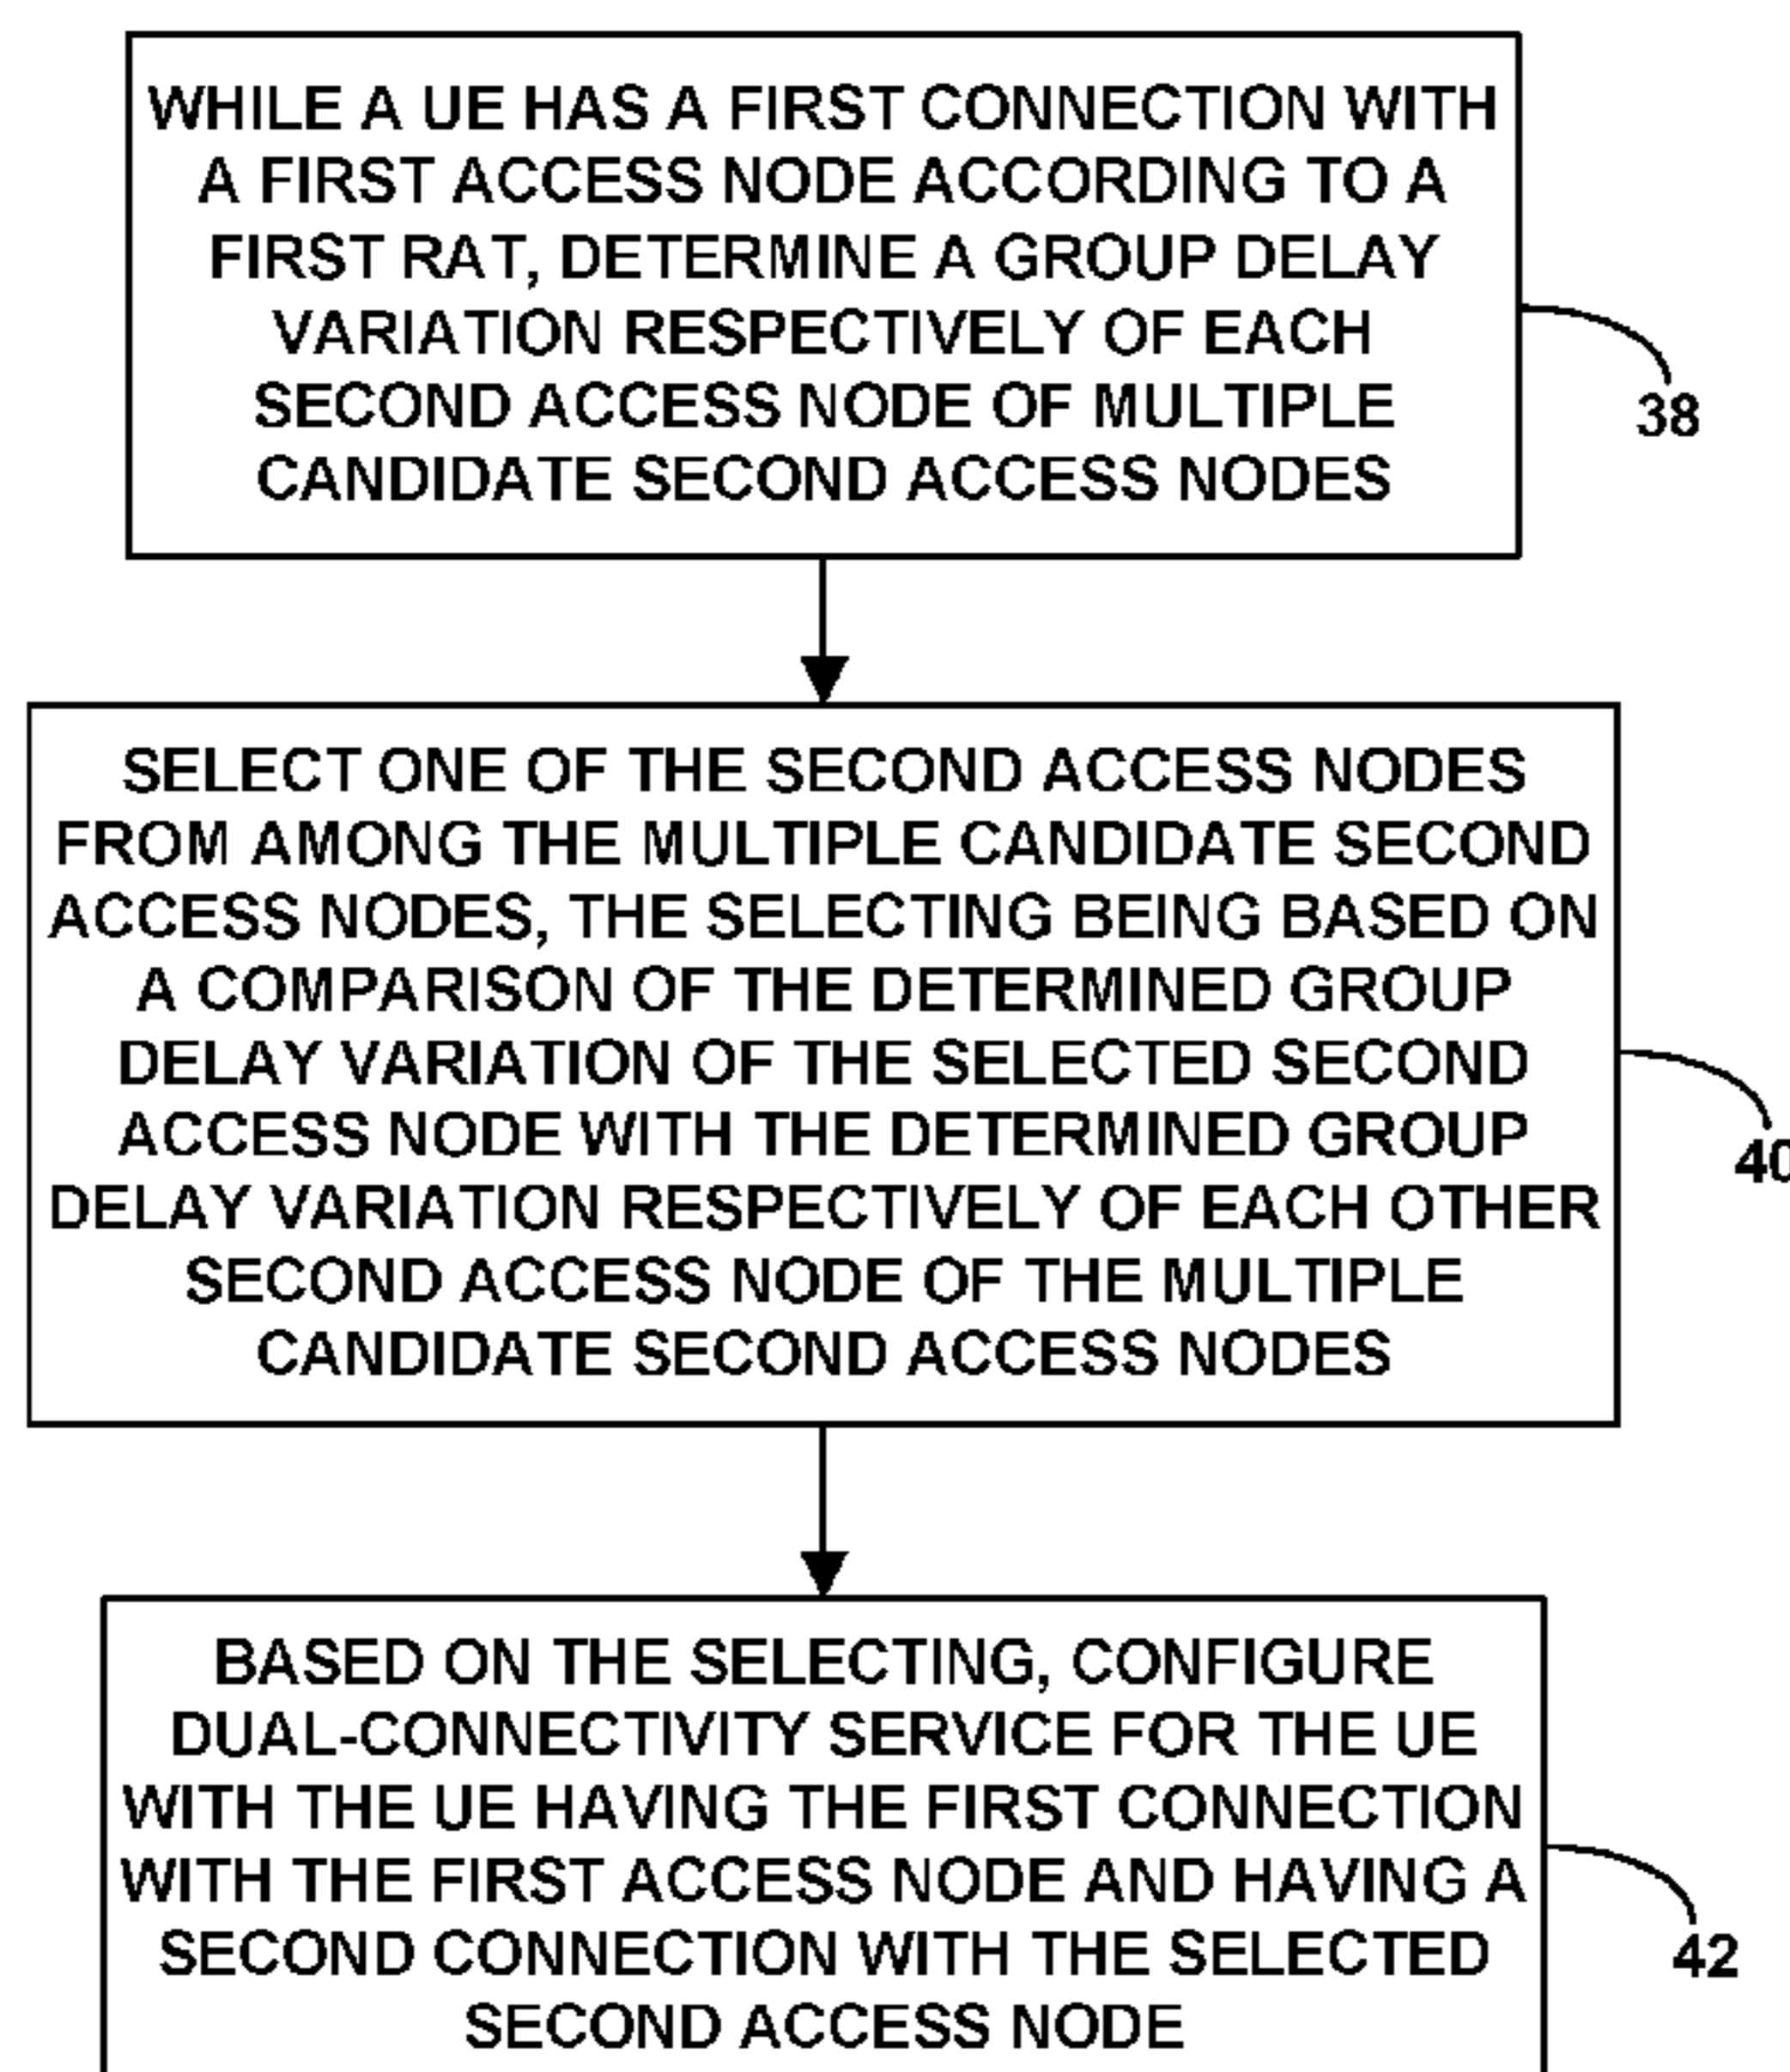 WHILE A UE HAS A FIRST CONNECTION WITH
A FIRST ACCESS NODE ACCORDING TO A
FIRST RAT, DETERMINE A GROUP DELAY
VARIATION RESPECTIVELY OF EACH
SECOND ACCESS NODE OF MULTIPLE
CANDIDATE SECOND ACCESS NODES
38
SELECT ONE OF THE SECOND ACCESS NODES
FROM AMONG THE MULTIPLE CANDIDATE SECOND
ACCESS NODES, THE SELECTING BEING BASED ON
A COMPARISON OF THE DETERMINED GROUP
DELAY VARIATION OF THE SELECTED SECOND
ACCESS NODE WITH THE DETERMINED GROUP
DELAY VARIATION RESPECTIVELY OF EACH OTHER
SECOND ACCESS NODE OF THE MULTIPLE
CANDIDATE SECOND ACCESS NODES
40
BASED ON THE SELECTING, CONFIGURE
DUAL-CONNECTIVITY SERVICE FOR THE UE
WITH THE UE HAVING THE FIRST CONNECTION
WITH THE FIRST ACCESS NODE AND HAVING A
SECOND CONNECTION WITH THE SELECTED
SECOND ACCESS NODE
42